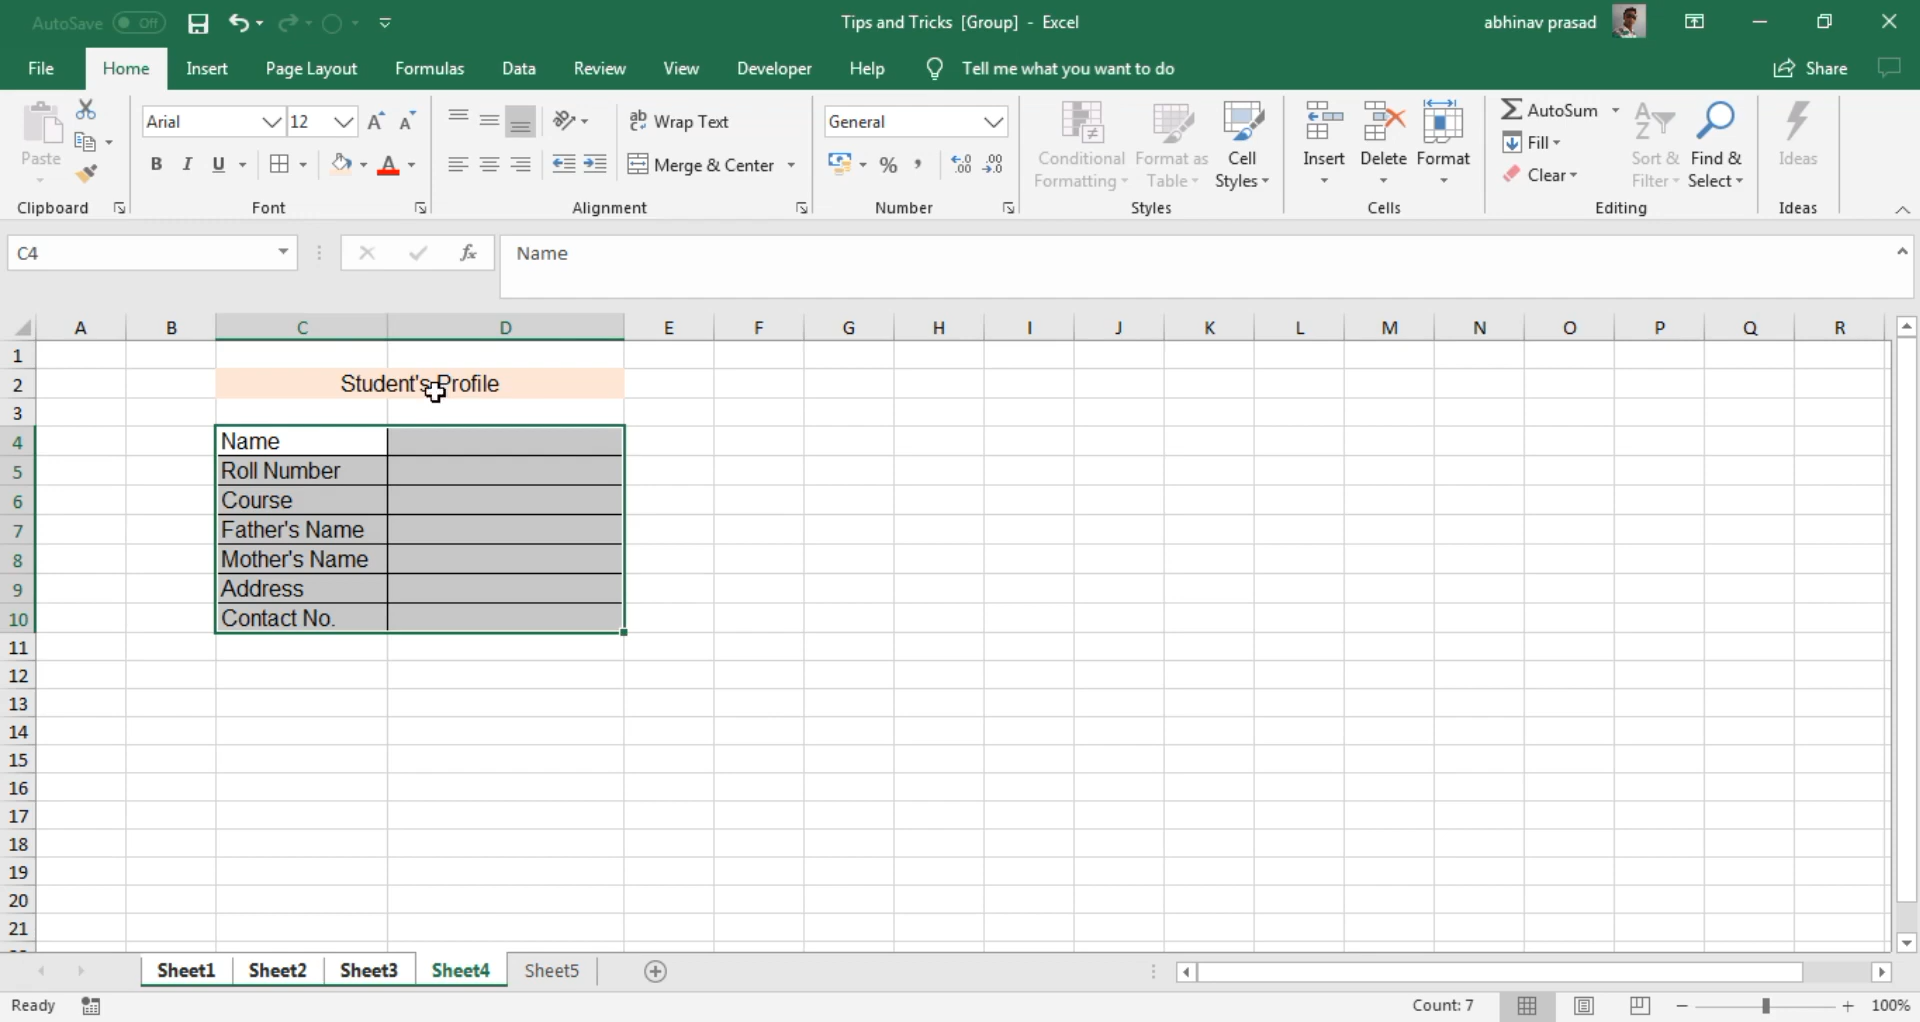 AutoSave Off Tips and Tricks [Group] - Excel abhinav prasad
File Home Insert Page Layout Formulas Data Review View Developer Help Tell me what you want to do Share
Paste Arial 12 Wrap Text General Conditional Formatting Format as Table Cell Styles Insert Delete Format AutoSum Fill Clear Sort & Filter Find & Select Ideas
B I U Merge & Center % ,
Clipboard Font Alignment Number Styles Cells Editing Ideas
C4 fx Name
A B C D E F G H I J K L M N O P Q R
1
2 Student's Profile
3
4 Name
5 Roll Number
6 Course
7 Father's Name
8 Mother's Name
9 Address
10 Contact No.
11
12
13
14
15
16
17
18
19
20
21
Sheet1 Sheet2 Sheet3 Sheet4 Sheet5
Ready Count: 7 100%